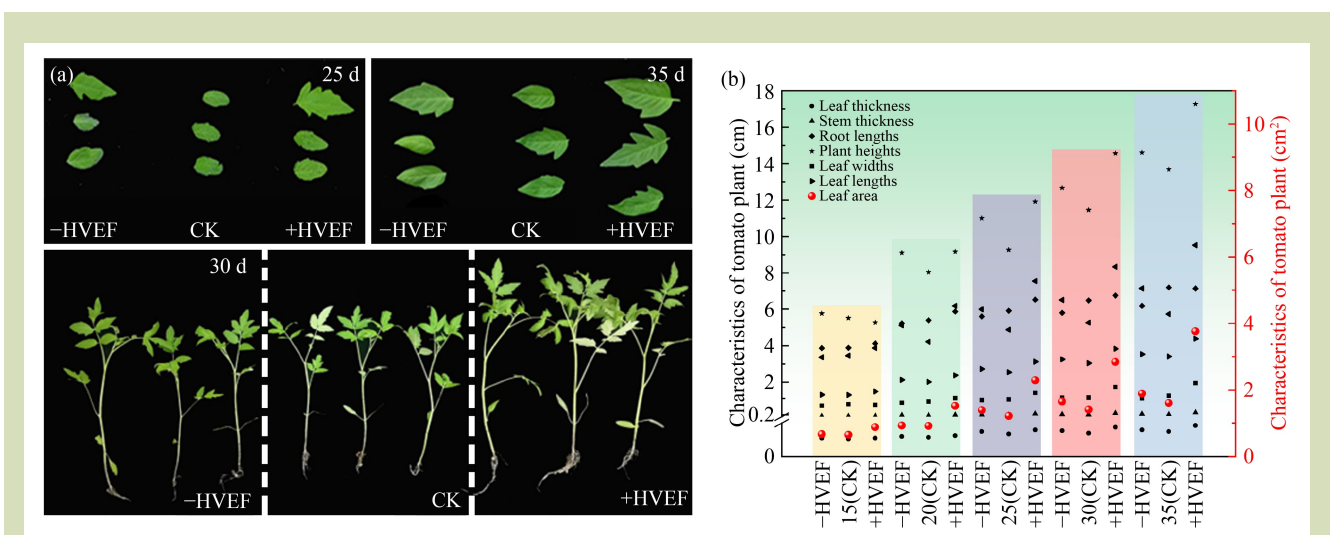 (a)
25 d
−HVEF
CK
+HVEF
35 d
−HVEF
CK
+HVEF
30 d
−HVEF
CK
+HVEF
(b)
Characteristics of tomato plant (cm)
18
16
14
12
10
8
6
4
2
0.2
0
Leaf thickness
Stem thickness
Root lengths
Plant heights
Leaf widths
Leaf lengths
Leaf area
−HVEF
15(CK)
+HVEF
−HVEF
20(CK)
+HVEF
−HVEF
25(CK)
+HVEF
−HVEF
30(CK)
+HVEF
−HVEF
35(CK)
+HVEF
10
8
6
4
2
0
Characteristics of tomato plant (cm²)